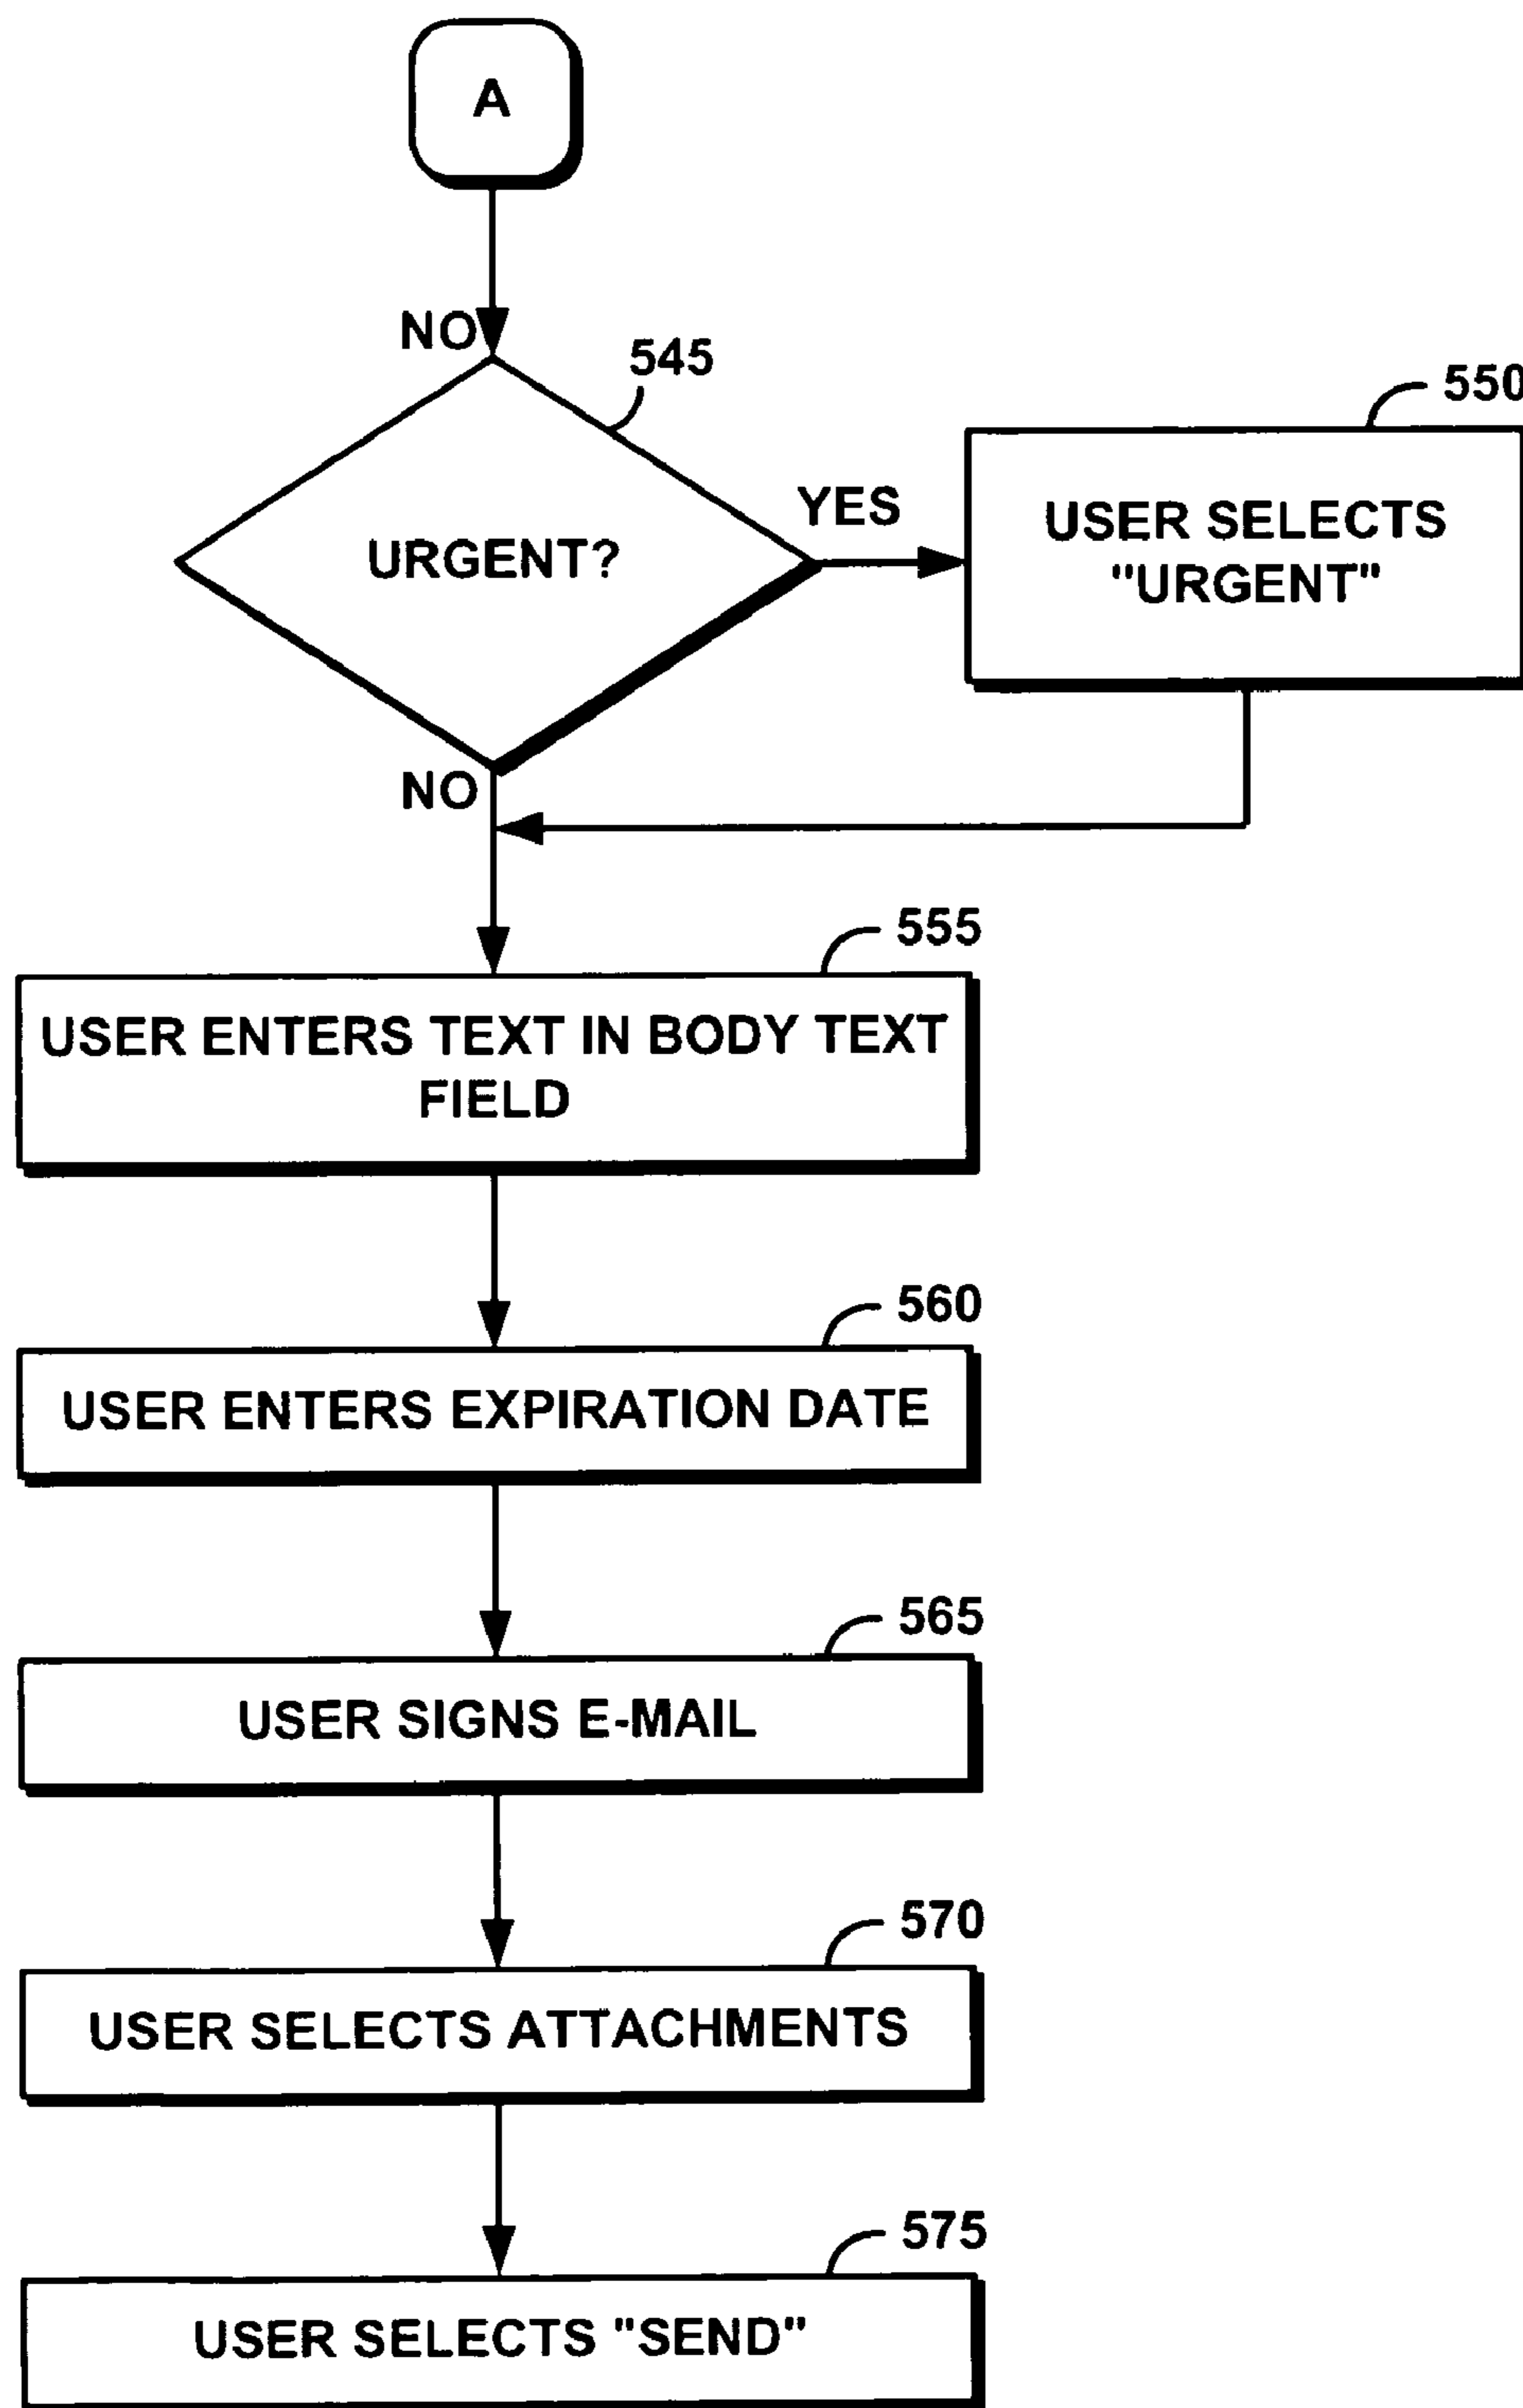 A
NO
545
550
YES
URGENT?
USER SELECTS
"URGENT"
NO
555
USER ENTERS TEXT IN BODY TEXT
FIELD
560
USER ENTERS EXPIRATION DATE
565
USER SIGNS E-MAIL
570
USER SELECTS ATTACHMENTS
575
USER SELECTS "SEND"